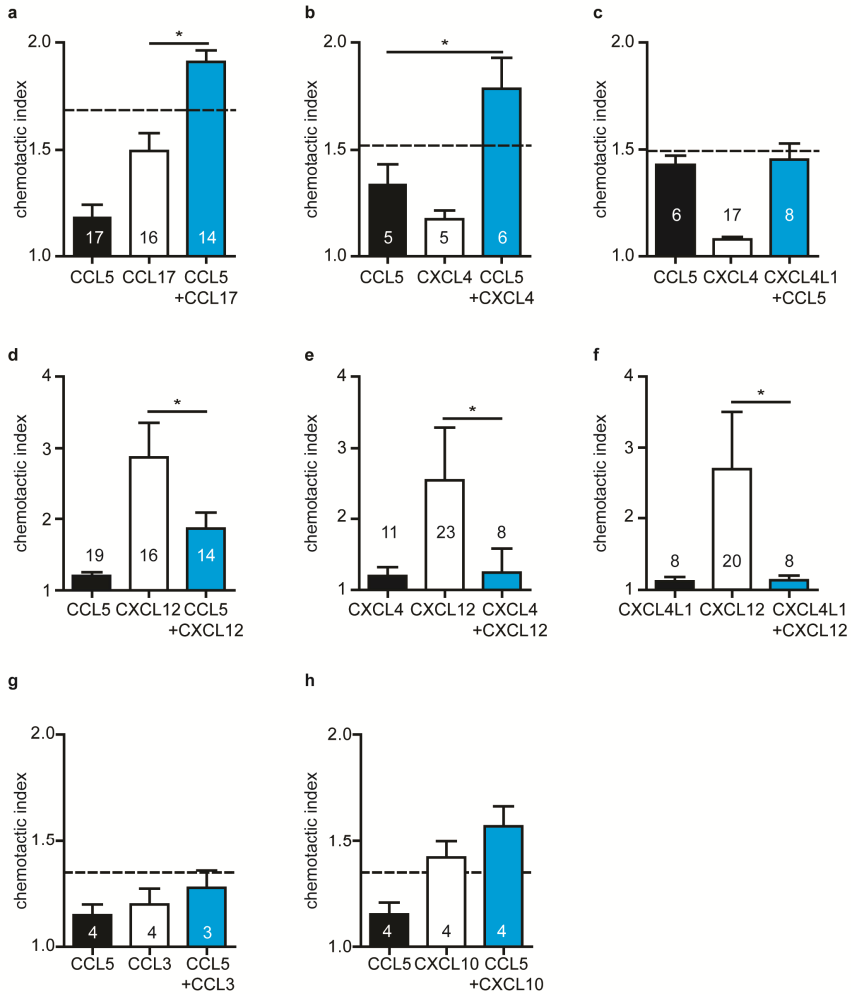 a
b
c
chemotactic index
2.0
1.5
1.0
*
17
16
14
CCL5
CCL17
CCL5
+CCL17
chemotactic index
2.0
1.5
1.0
*
5
5
6
CCL5
CXCL4
CCL5
+CXCL4
chemotactic index
2.0
1.5
1.0
6
17
8
CCL5
CXCL4
CXCL4L1
+CCL5
d
e
f
chemotactic index
4
3
2
1
*
19
16
14
CCL5
CXCL12
CCL5
+CXCL12
chemotactic index
4
3
2
1
*
11
23
8
CXCL4
CXCL12
CXCL4
+CXCL12
chemotactic index
4
3
2
1
*
8
20
8
CXCL4L1
CXCL12
CXCL4L1
+CXCL12
g
h
chemotactic index
2.0
1.5
1.0
4
4
3
CCL5
CCL3
CCL5
+CCL3
chemotactic index
2.0
1.5
1.0
4
4
4
CCL5
CXCL10
CCL5
+CXCL10